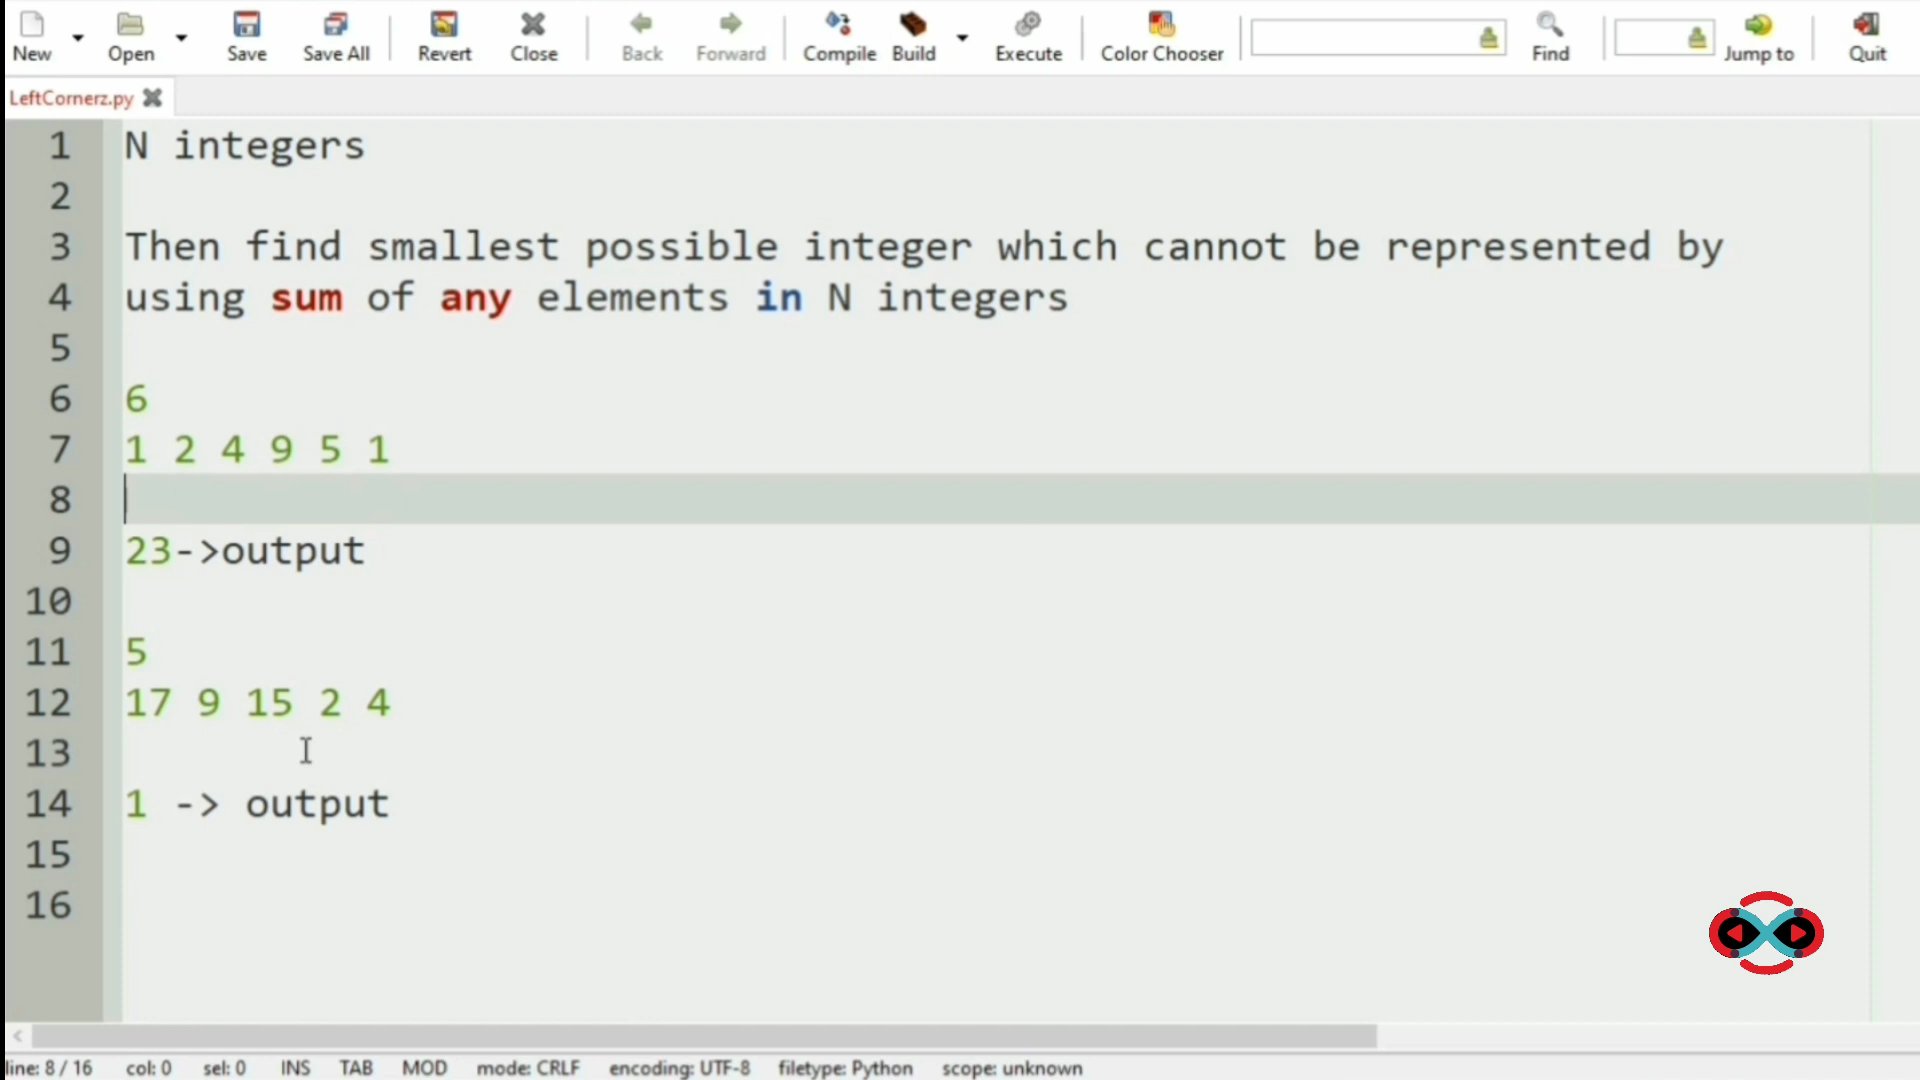 New Open Save Save All Revert Close Back Forward Compile Build Execute Color Chooser Find Jump to Quit
LeftCornerz.py
1 N integers
2
3 Then find smallest possible integer which cannot be represented by
4 using sum of any elements in N integers
5
6 6
7 1 2 4 9 5 1
8
9 23->output
10
11 5
12 17 9 15 2 4
13
14 1 -> output
15
16
line: 8 / 16 col: 0 sel: 0 INS TAB MOD mode: CRLF encoding: UTF-8 filetype: Python scope: unknown